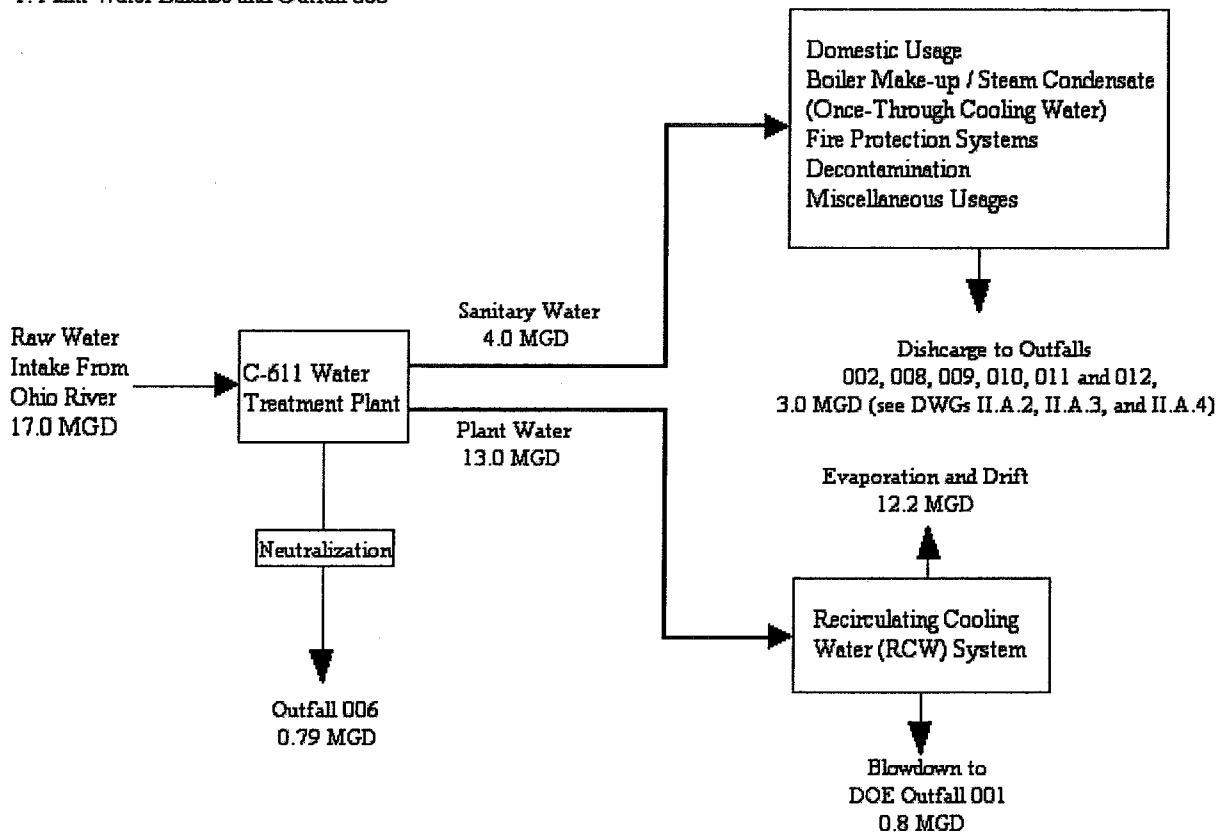 Domestic Usage
Boiler Make-up / Steam Condensate
(Once-Through Cooling Water)
Fire Protection Systems
Decontamination
Miscellaneous Usages
Sanitary Water
4.0 MGD
Raw Water
Intake From
Ohio River
17.0 MGD
C-611 Water
Treatment Plant
Dishcarge to Outfalls
002, 008, 009, 010, 011 and 012,
3.0 MGD (see DWGs II.A.2, II.A.3, and II.A.4)
Plant Water
13.0 MGD
Evaporation and Drift
12.2 MGD
Neutralization
Recirculating Cooling
Water (RCW) System
Outfall 006
0.79 MGD
Blowdown to
DOE Outfall 001
0.8 MGD